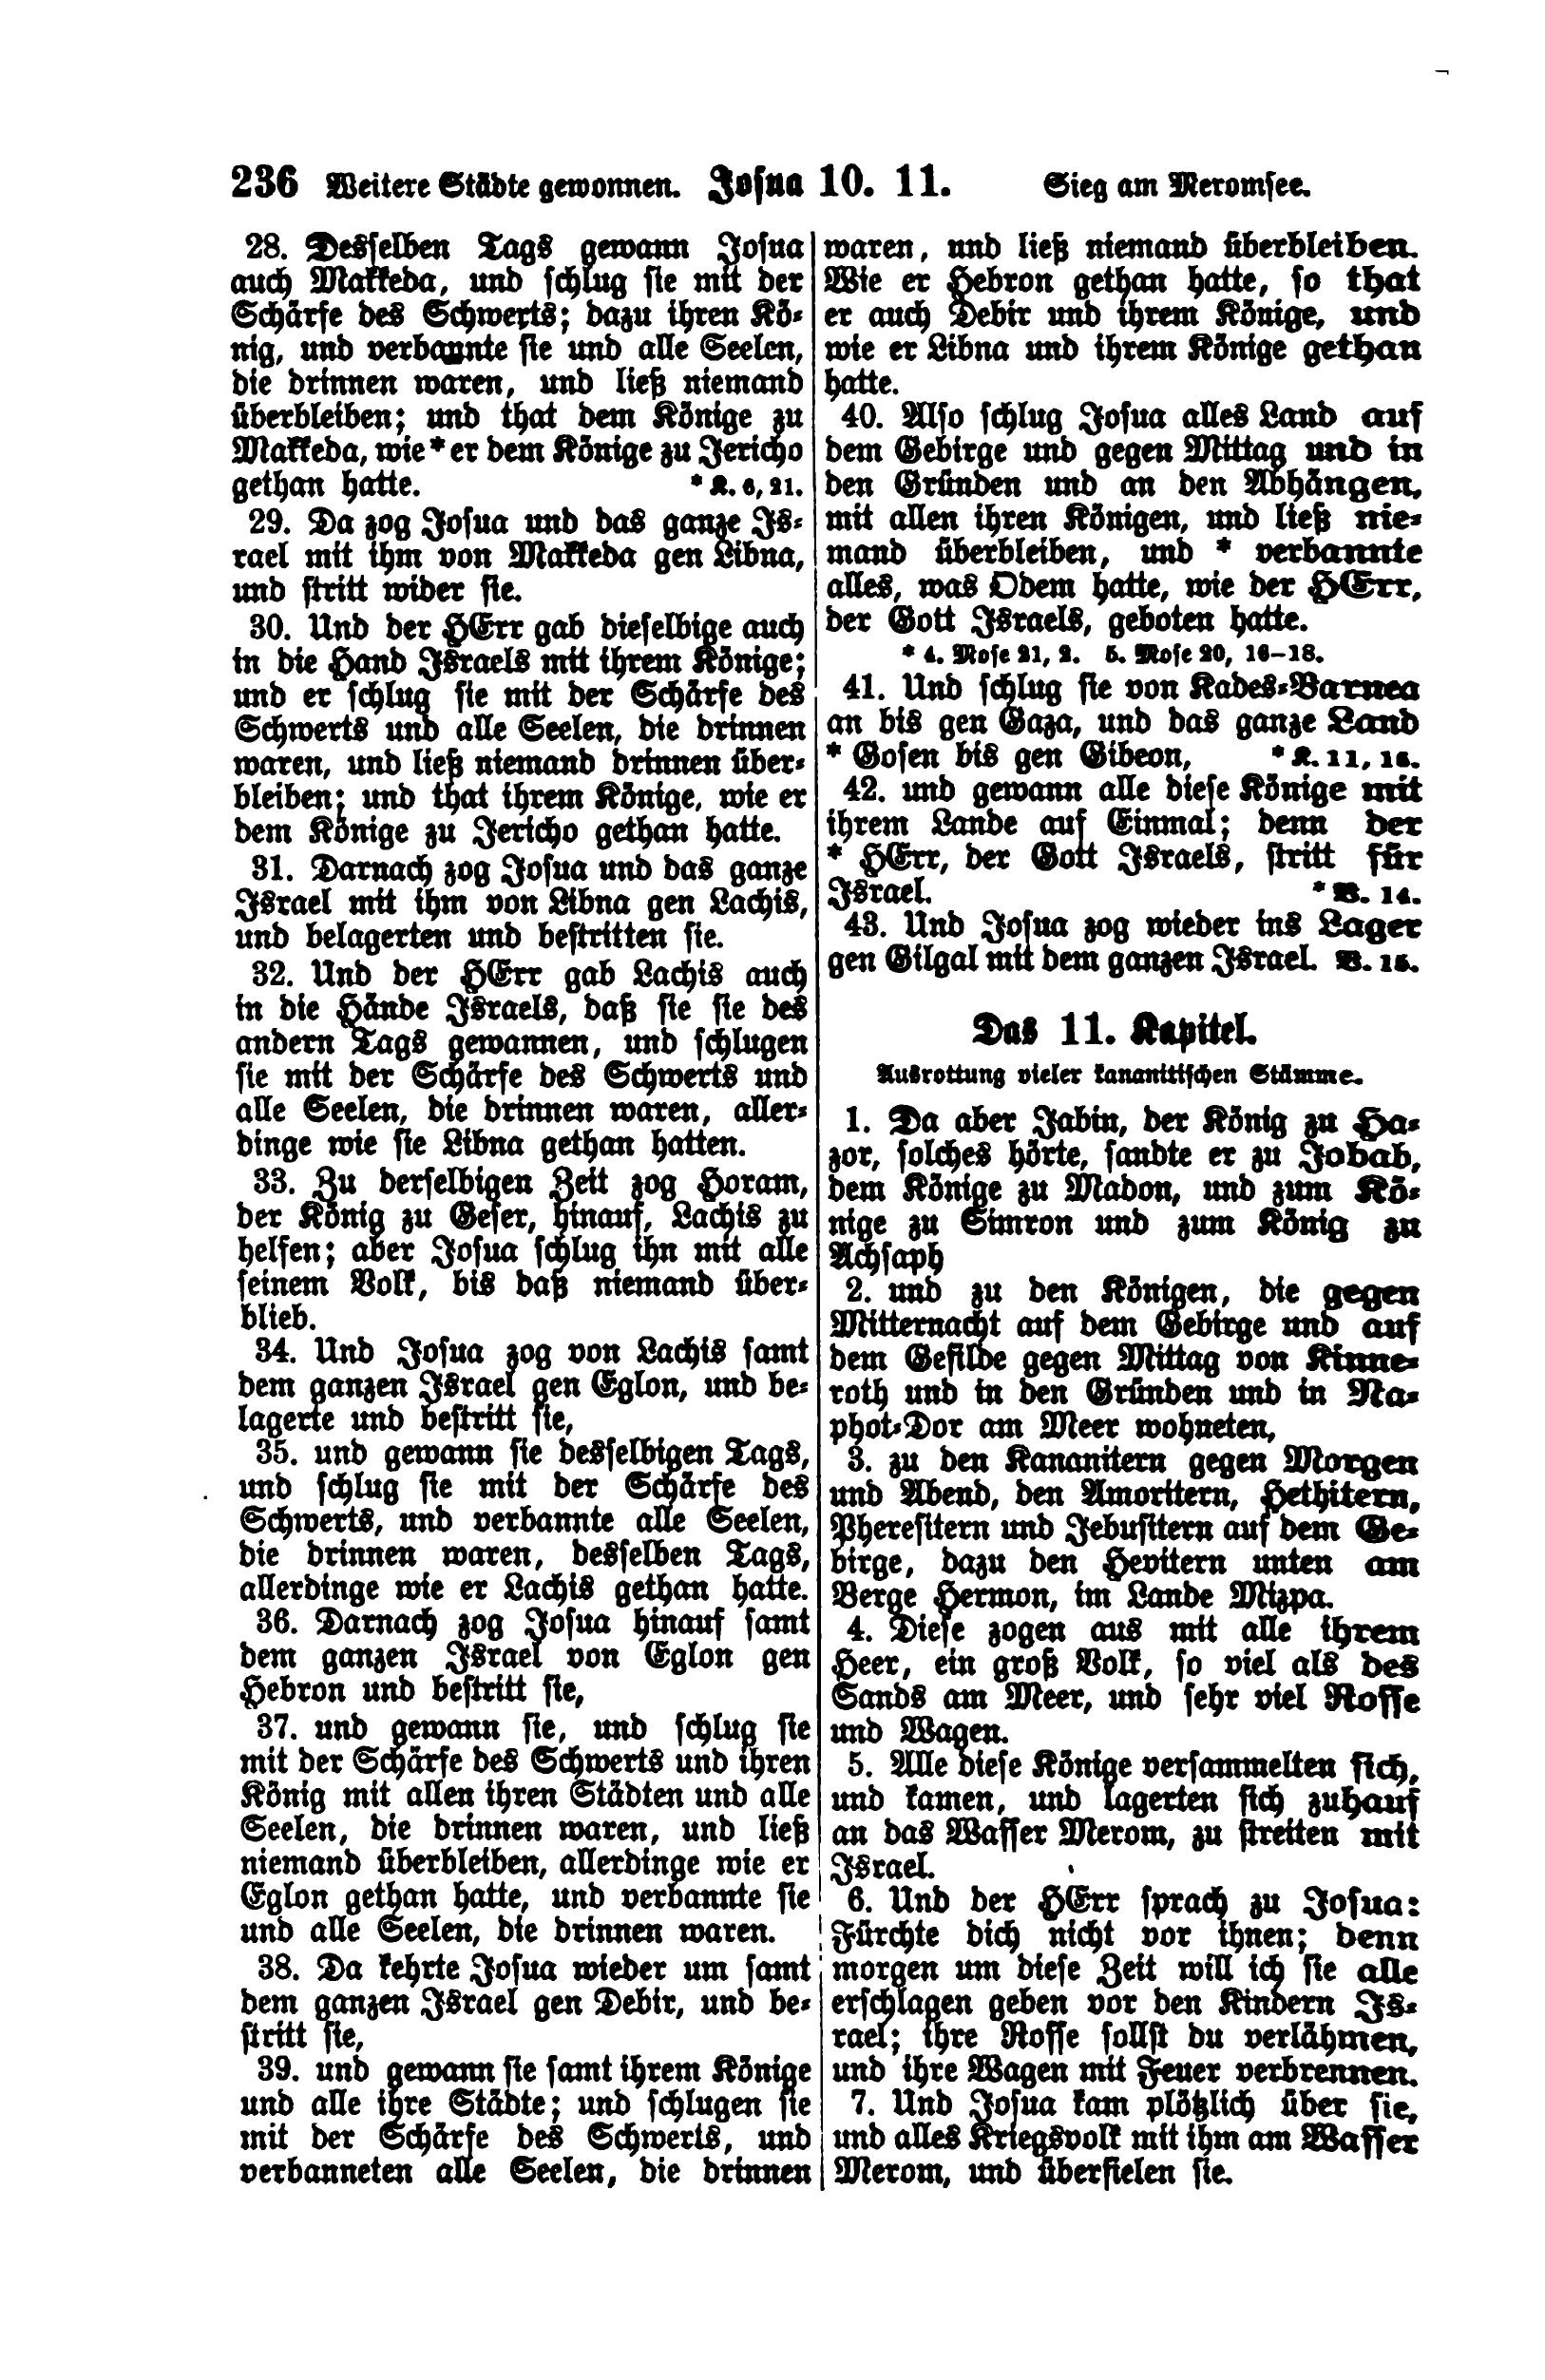 236 Weitere Städte gewonnen. Josua 10. 11. Sieg am Meromsee.
28. Desselben Tags gewann Josua
auch Makkeda, und schlug sie mit der
Schärfe des Schwerts; dazu ihren Kö-
nig, und verbannte sie und alle Seelen,
die drinnen waren, und ließ niemand
überbleiben; und that dem Könige zu
Makkeda, wie * er dem Könige zu Jericho
gethan hatte. * K. 6, 21.
29. Da zog Josua und das ganze Is-
rael mit ihm von Makkeda gen Libna,
und stritt wider sie.
30. Und der HErr gab dieselbige auch
in die Hand Israels mit ihrem Könige;
und er schlug sie mit der Schärfe des
Schwerts und alle Seelen, die drinnen
waren, und ließ niemand drinnen über-
bleiben; und that ihrem Könige, wie er
dem Könige zu Jericho gethan hatte.
31. Darnach zog Josua und das ganze
Israel mit ihm von Libna gen Lachis,
und belagerten und bestritten sie.
32. Und der HErr gab Lachis auch
in die Hände Israels, daß sie sie des
andern Tags gewannen, und schlugen
sie mit der Schärfe des Schwerts und
alle Seelen, die drinnen waren, aller-
dinge wie sie Libna gethan hatten.
33. Zu derselbigen Zeit zog Horam,
der König zu Geser, hinauf, Lachis zu
helfen; aber Josua schlug ihn mit alle
seinem Volk, bis daß niemand über-
blieb.
34. Und Josua zog von Lachis samt
dem ganzen Israel gen Eglon, und be-
lagerte und bestritt sie,
35. und gewann sie desselbigen Tags,
und schlug sie mit der Schärfe des
Schwerts, und verbannte alle Seelen,
die drinnen waren, desselben Tags,
allerdinge wie er Lachis gethan hatte.
36. Darnach zog Josua hinauf samt
dem ganzen Israel von Eglon gen
Hebron und bestritt sie,
37. und gewann sie, und schlug sie
mit der Schärfe des Schwerts und ihren
König mit allen ihren Städten und alle
Seelen, die drinnen waren, und ließ
niemand überbleiben, allerdinge wie er
Eglon gethan hatte, und verbannte sie
und alle Seelen, die drinnen waren.
38. Da kehrte Josua wieder um samt
dem ganzen Israel gen Debir, und be-
stritt sie,
39. und gewann sie samt ihrem Könige
und alle ihre Städte; und schlugen sie
mit der Schärfe des Schwerts, und
verbanneten alle Seelen, die drinnen
waren, und ließ niemand überbleiben.
Wie er Hebron gethan hatte, so that
er auch Debir und ihrem Könige, und
wie er Libna und ihrem Könige gethan
hatte.
40. Also schlug Josua alles Land auf
dem Gebirge und gegen Mittag und in
den Gründen und an den Abhängen,
mit allen ihren Königen, und ließ nie-
mand überbleiben, und * verbannte
alles, was Odem hatte, wie der HErr,
der Gott Israels, geboten hatte.
* 4. Mose 21, 2. 5. Mose 20, 16–18.
41. Und schlug sie von Kades-Barnea
an bis gen Gaza, und das ganze Land
* Gosen bis gen Gibeon, * K. 11, 16.
42. und gewann alle diese Könige mit
ihrem Lande auf Einmal; denn der
* HErr, der Gott Israels, stritt für
Israel. * V. 14.
43. Und Josua zog wieder ins Lager
gen Gilgal mit dem ganzen Israel. V. 15.
Das 11. Kapitel.
Ausrottung vieler kananitischen Stämme.
1. Da aber Jabin, der König zu Ha-
zor, solches hörte, sandte er zu Jobab,
dem Könige zu Madon, und zum Kö-
nige zu Simron und zum König zu
Achsaph
2. und zu den Königen, die gegen
Mitternacht auf dem Gebirge und auf
dem Gefilde gegen Mittag von Kinne-
roth und in den Gründen und in Na-
phot-Dor am Meer wohneten,
3. zu den Kananitern gegen Morgen
und Abend, den Amoritern, Hethitern,
Pheresitern und Jebusitern auf dem Ge-
birge, dazu den Hevitern unten am
Berge Hermon, im Lande Mizpa.
4. Diese zogen aus mit alle ihrem
Heer, ein groß Volk, so viel als des
Sands am Meer, und sehr viel Rosse
und Wagen.
5. Alle diese Könige versammelten sich,
und kamen, und lagerten sich zuhauf
an das Wasser Merom, zu streiten mit
Israel.
6. Und der HErr sprach zu Josua:
Fürchte dich nicht vor ihnen; denn
morgen um diese Zeit will ich sie alle
erschlagen geben vor den Kindern Is-
rael; ihre Rosse sollst du verlähmen,
und ihre Wagen mit Feuer verbrennen.
7. Und Josua kam plötzlich über sie,
und alles Kriegsvolk mit ihm am Wasser
Merom, und überfielen sie.